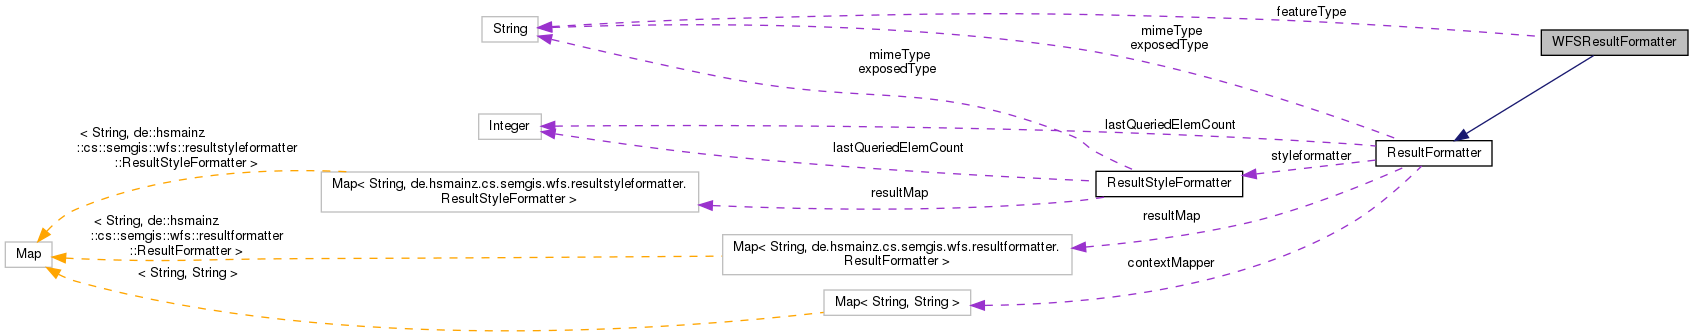 featureType
String
mimeType
exposedType
WFSResultFormatter
mimeType
exposedType
Integer
lastQueriedElemCount
< String, de::hsmainz
::cs::semgis::wfs::resultstyleformatter
::ResultStyleFormatter >
lastQueriedElemCount
styleformatter
ResultFormatter
Map< String, de.hsmainz.cs.semgis.wfs.resultstyleformatter.
ResultStyleFormatter >
resultMap
ResultStyleFormatter
< String, de::hsmainz
::cs::semgis::wfs::resultformatter
::ResultFormatter >
resultMap
Map
Map< String, de.hsmainz.cs.semgis.wfs.resultformatter.
ResultFormatter >
< String, String >
contextMapper
Map< String, String >